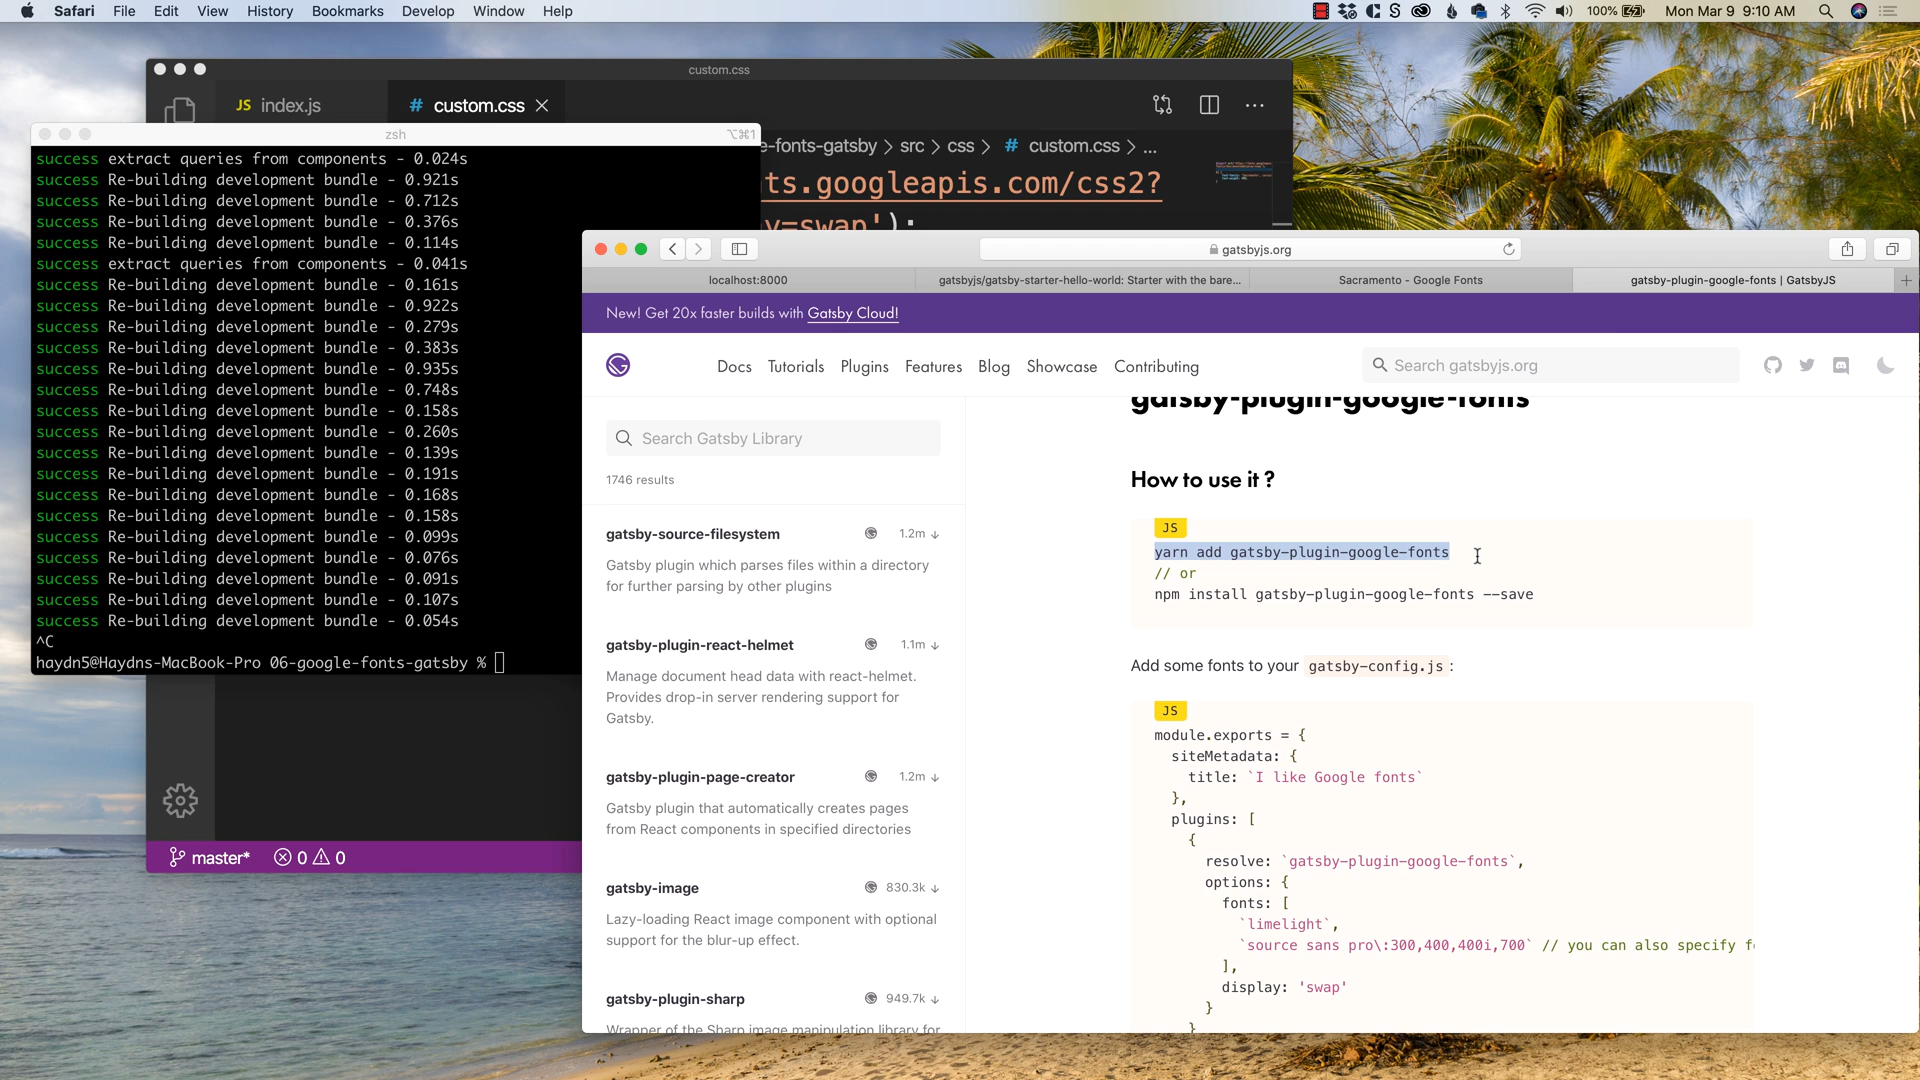 Safari File Edit View History Bookmarks Develop Window Help
100% Mon Mar 9 9:10 AM
custom.css
JS index.js
# custom.css
zsh
⌥⌘1
e-fonts-gatsby > src > css > # custom.css > ...
ts.googleapis.com/css2?
y=swap');
success extract queries from components - 0.024s
success Re-building development bundle - 0.921s
success Re-building development bundle - 0.712s
success Re-building development bundle - 0.376s
success Re-building development bundle - 0.114s
success extract queries from components - 0.041s
success Re-building development bundle - 0.161s
success Re-building development bundle - 0.922s
success Re-building development bundle - 0.279s
success Re-building development bundle - 0.383s
success Re-building development bundle - 0.935s
success Re-building development bundle - 0.748s
success Re-building development bundle - 0.158s
success Re-building development bundle - 0.260s
success Re-building development bundle - 0.139s
success Re-building development bundle - 0.191s
success Re-building development bundle - 0.168s
success Re-building development bundle - 0.158s
success Re-building development bundle - 0.099s
success Re-building development bundle - 0.076s
success Re-building development bundle - 0.091s
success Re-building development bundle - 0.107s
success Re-building development bundle - 0.054s
^C
haydn5@Haydns-MacBook-Pro 06-google-fonts-gatsby %
master* 0 0
gatsbyjs.org
localhost:8000
gatsbyjs/gatsby-starter-hello-world: Starter with the bare...
Sacramento - Google Fonts
gatsby-plugin-google-fonts | GatsbyJS
New! Get 20x faster builds with Gatsby Cloud!
Docs Tutorials Plugins Features Blog Showcase Contributing
Search gatsbyjs.org
Search Gatsby Library
1746 results
gatsby-source-filesystem 1.2m ↓
Gatsby plugin which parses files within a directory
for further parsing by other plugins
gatsby-plugin-react-helmet 1.1m ↓
Manage document head data with react-helmet.
Provides drop-in server rendering support for
Gatsby.
gatsby-plugin-page-creator 1.2m ↓
Gatsby plugin that automatically creates pages
from React components in specified directories
gatsby-image 830.3k ↓
Lazy-loading React image component with optional
support for the blur-up effect.
gatsby-plugin-sharp 949.7k ↓
Wrapper of the Sharp image manipulation library for
gatsby-plugin-google-fonts
How to use it ?
JS
yarn add gatsby-plugin-google-fonts
// or
npm install gatsby-plugin-google-fonts --save
Add some fonts to your gatsby-config.js :
JS
module.exports = {
siteMetadata: {
title: `I like Google fonts`
},
plugins: [
{
resolve: `gatsby-plugin-google-fonts`,
options: {
fonts: [
`limelight`,
`source sans pro\:300,400,400i,700` // you can also specify f
],
display: 'swap'
}
}